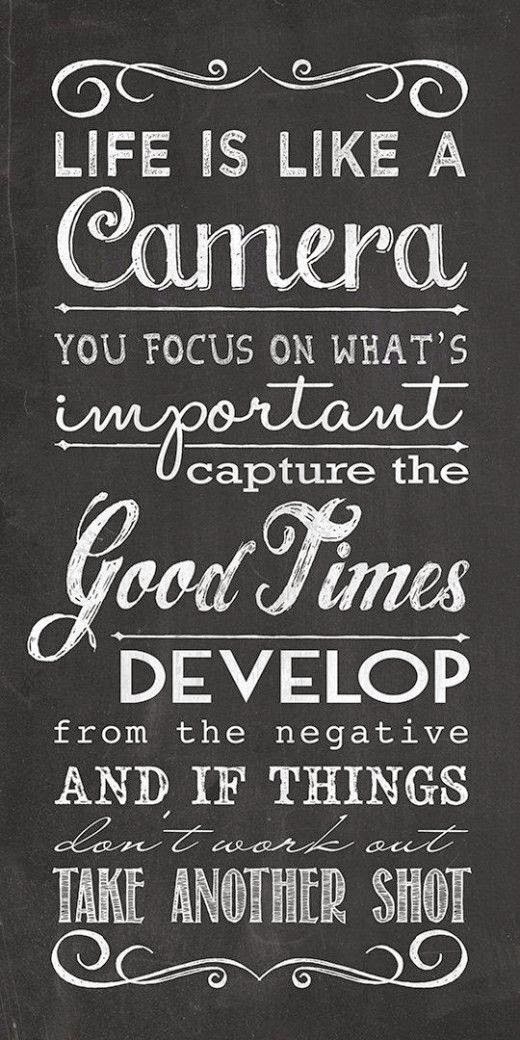 LIFE IS LIKE A
Camera
YOU FOCUS ON WHAT'S
important
capture the
Good Times
DEVELOP
from the negative
AND IF THINGS
don't work out
TAKE ANOTHER SHOT